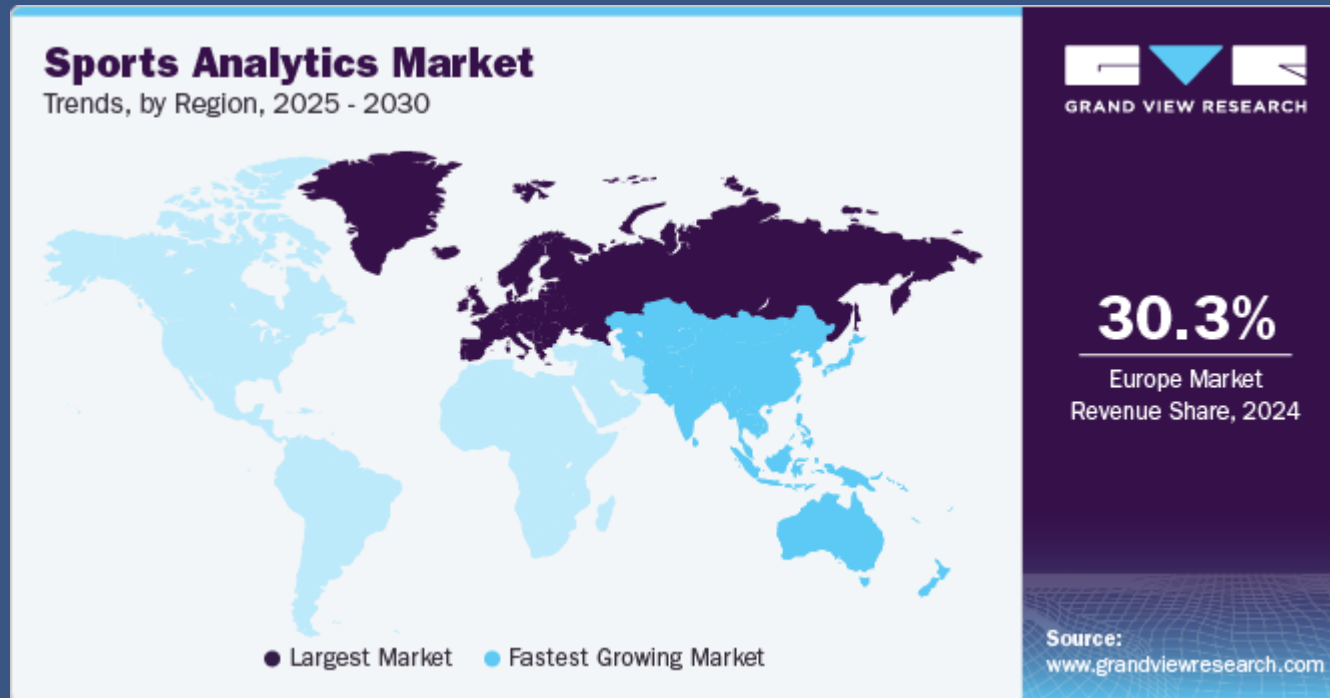 Sports Analytics Market
Trends, by Region, 2025 - 2030
GRAND VIEW RESEARCH
30.3%
Europe Market
Revenue Share, 2024
Largest Market
Fastest Growing Market
Source:
www.grandviewresearch.com